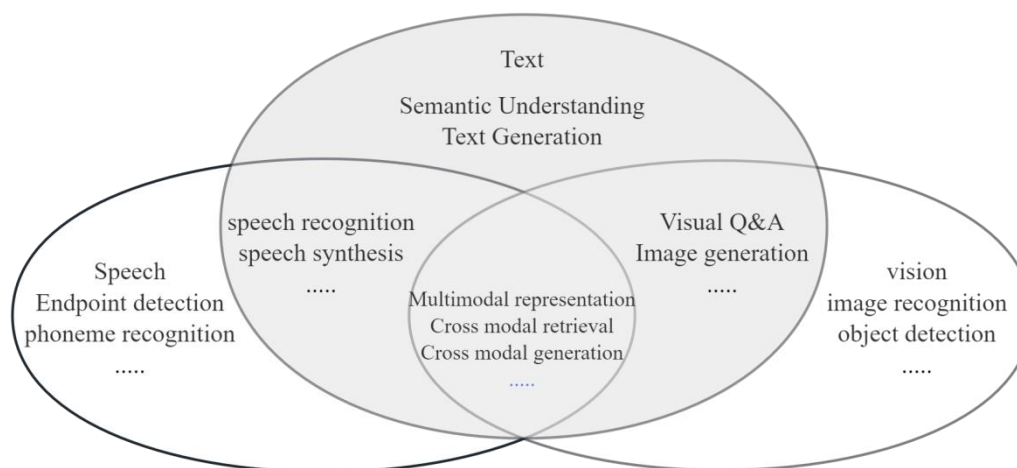 Text
Semantic Understanding
Text Generation
speech recognition
speech synthesis
.....
Visual Q&A
Image generation
.....
Speech
Endpoint detection
phoneme recognition
.....
Multimodal representation
Cross modal retrieval
Cross modal generation
.....
vision
image recognition
object detection
.....